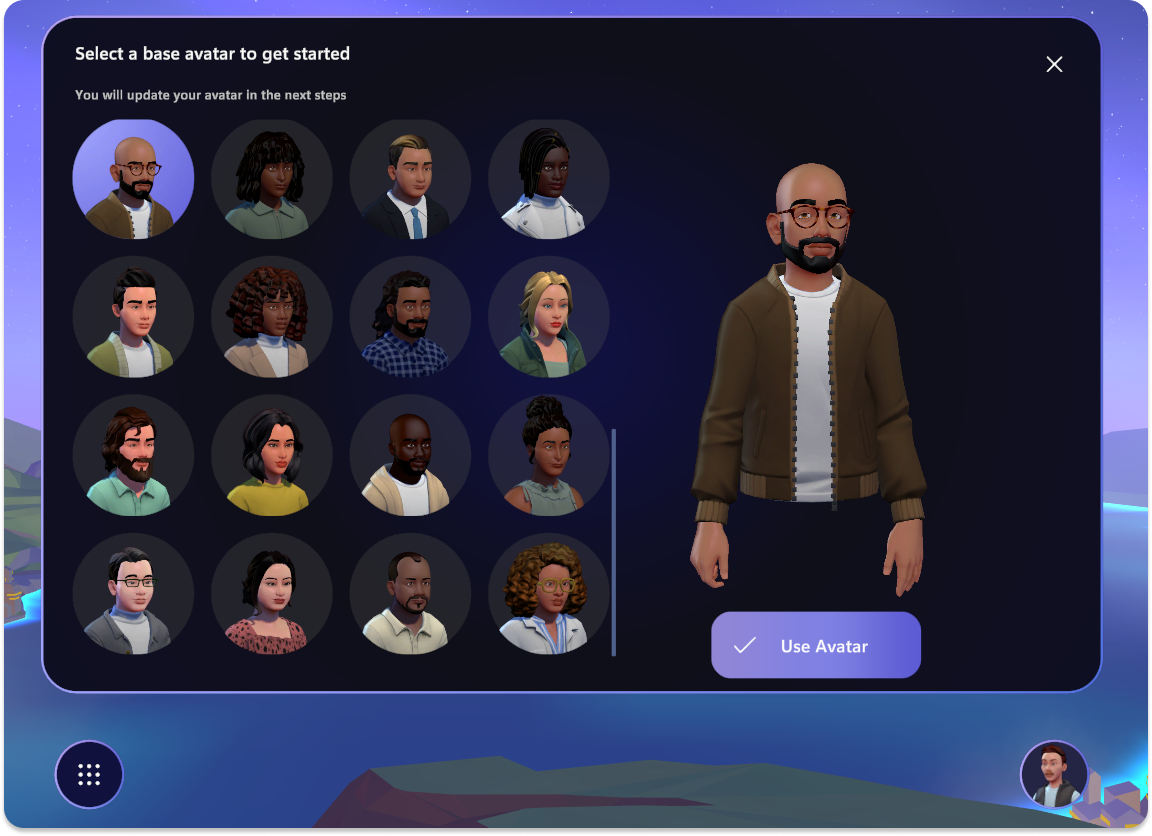 Select a base avatar to get started
You will update your avatar in the next steps
Use Avatar